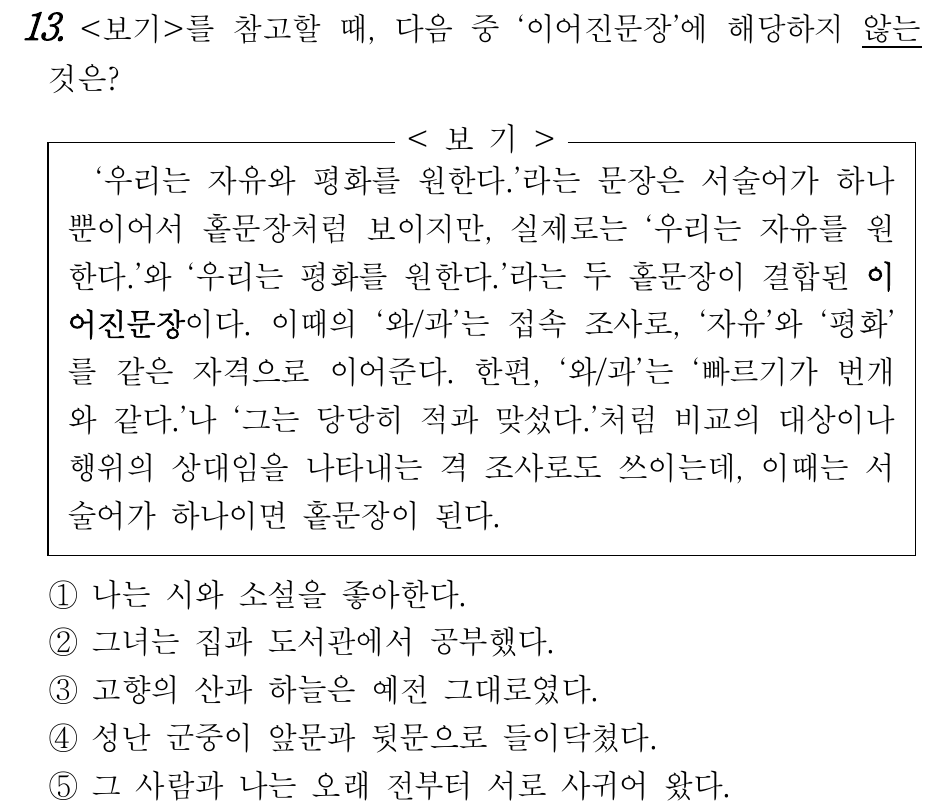 13. <보기>를 참고할 때, 다음 중 ‘이어진문장’에 해당하지 않는
것은?
< 보 기 >
‘우리는 자유와 평화를 원한다.’라는 문장은 서술어가 하나
뿐이어서 홑문장처럼 보이지만, 실제로는 ‘우리는 자유를 원
한다.’와 ‘우리는 평화를 원한다.’라는 두 홑문장이 결합된 이
어진문장이다. 이때의 ‘와/과’는 접속 조사로, ‘자유’와 ‘평화’
를 같은 자격으로 이어준다. 한편, ‘와/과’는 ‘빠르기가 번개
와 같다.’나 ‘그는 당당히 적과 맞섰다.’처럼 비교의 대상이나
행위의 상대임을 나타내는 격 조사로도 쓰이는데, 이때는 서
술어가 하나이면 홑문장이 된다.
① 나는 시와 소설을 좋아한다.
② 그녀는 집과 도서관에서 공부했다.
③ 고향의 산과 하늘은 예전 그대로였다.
④ 성난 군중이 앞문과 뒷문으로 들이닥쳤다.
⑤ 그 사람과 나는 오래 전부터 서로 사귀어 왔다.